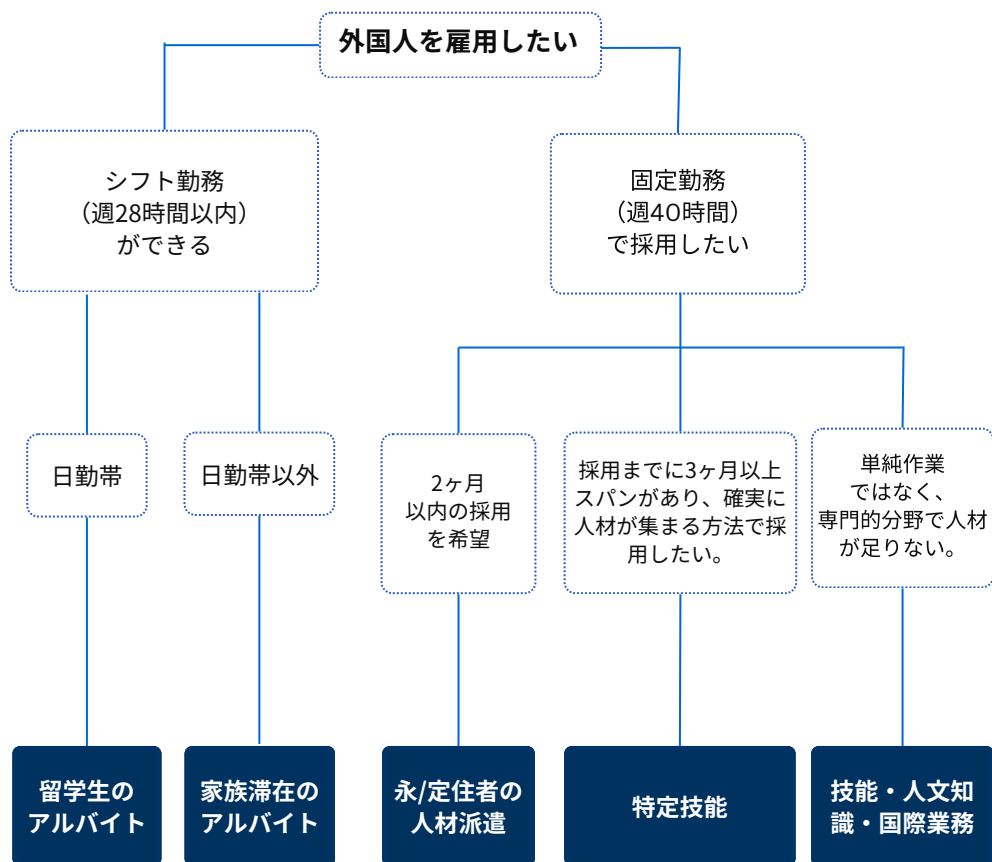 外国人を雇用したい
シフト勤務
（週28時間以内）
ができる
固定勤務
（週40時間）
で採用したい
日勤帯
日勤帯以外
2ヶ月
以内の採用
を希望
採用までに3ヶ月以上
スパンがあり、確実に
人材が集まる方法で採
用したい。
単純作業
ではなく、
専門的分野で人材
が足りない。
留学生の
アルバイト
家族滞在の
アルバイト
永/定住者の
人材派遣
特定技能
技能・人文知
識・国際業務